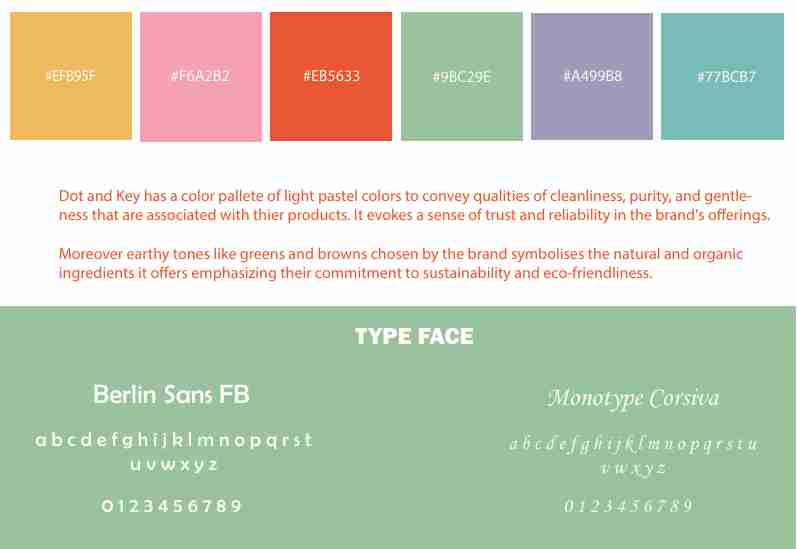 #EFB95F
#F6A2B2
#EB5633
#9BC29E
#A499B8
#77BCB7
Dot and Key has a color pallete of light pastel colors to convey qualities of cleanliness, purity, and gentle-
ness that are associated with thier products. It evokes a sense of trust and reliability in the brand's offerings.
Moreover earthy tones like greens and browns chosen by the brand symbolises the natural and organic
ingredients it offers emphasizing their commitment to sustainability and eco-friendliness.
TYPE FACE
Berlin Sans FB
a b c d e f g h i j k l m n o p q r s t
u v w x y z
0 1 2 3 4 5 6 7 8 9
Monotype Corsiva
a b c d e f g h i j k l m n o p q r s t u
v w x y z
0 1 2 3 4 5 6 7 8 9